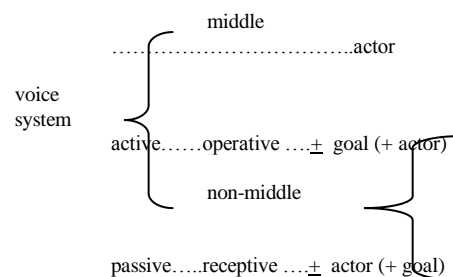 middle
…………………………………..actor
voice
system
active……operative ….+ goal (+ actor)
non-middle
passive…..receptive ….+ actor (+ goal)